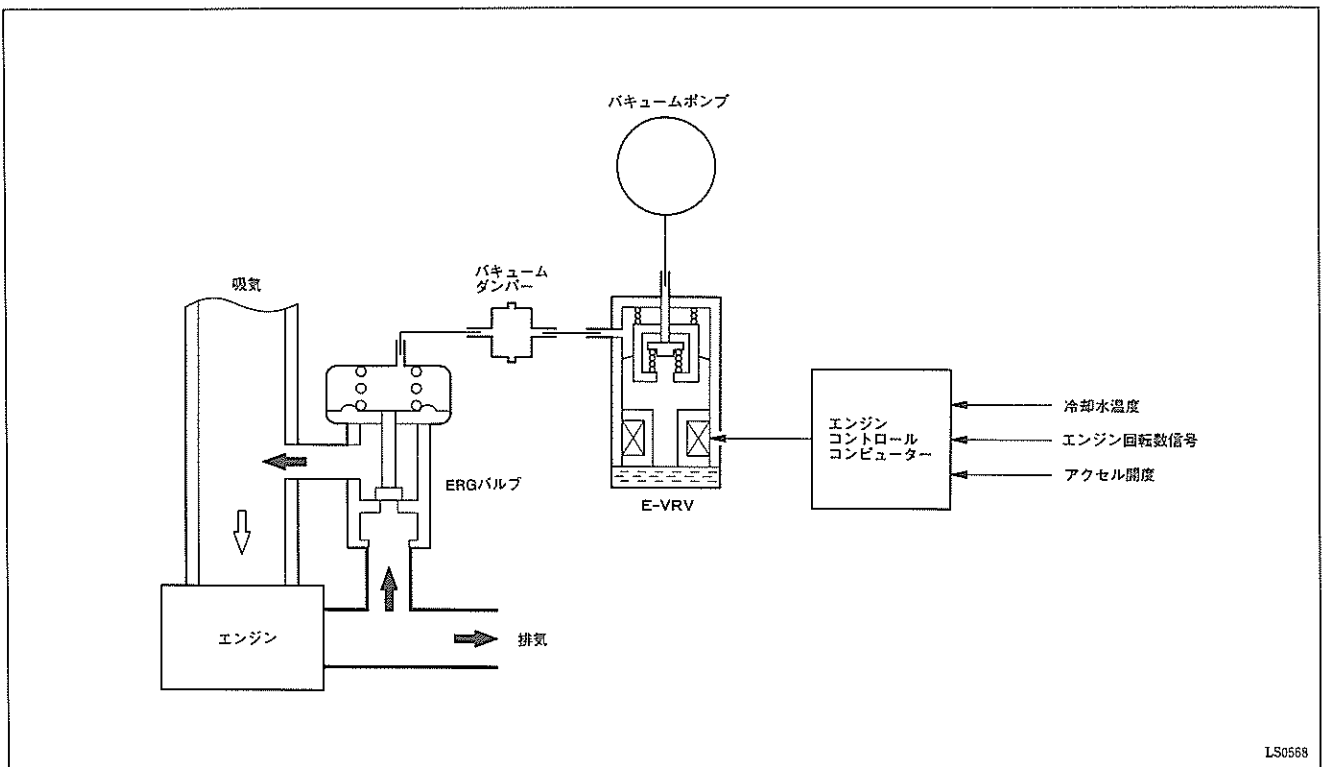 バキュームポンプ
吸気
バキューム
ダンパー
ERGバルブ
E-VRV
エンジン
コントロール
コンピューター
冷却水温度
エンジン回転数信号
アクセル開度
エンジン
排気
LS0568